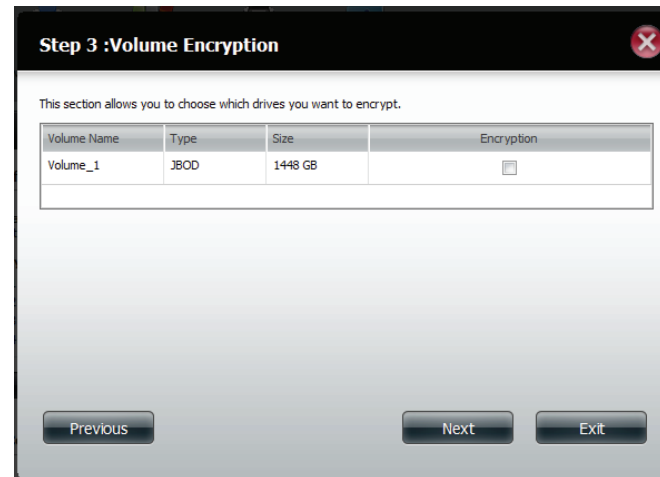 Step 3 :Volume Encryption
This section allows you to choose which drives you want to encrypt.
Volume Name Type Size Encryption
Volume_1 JBOD 1448 GB
Previous Next Exit